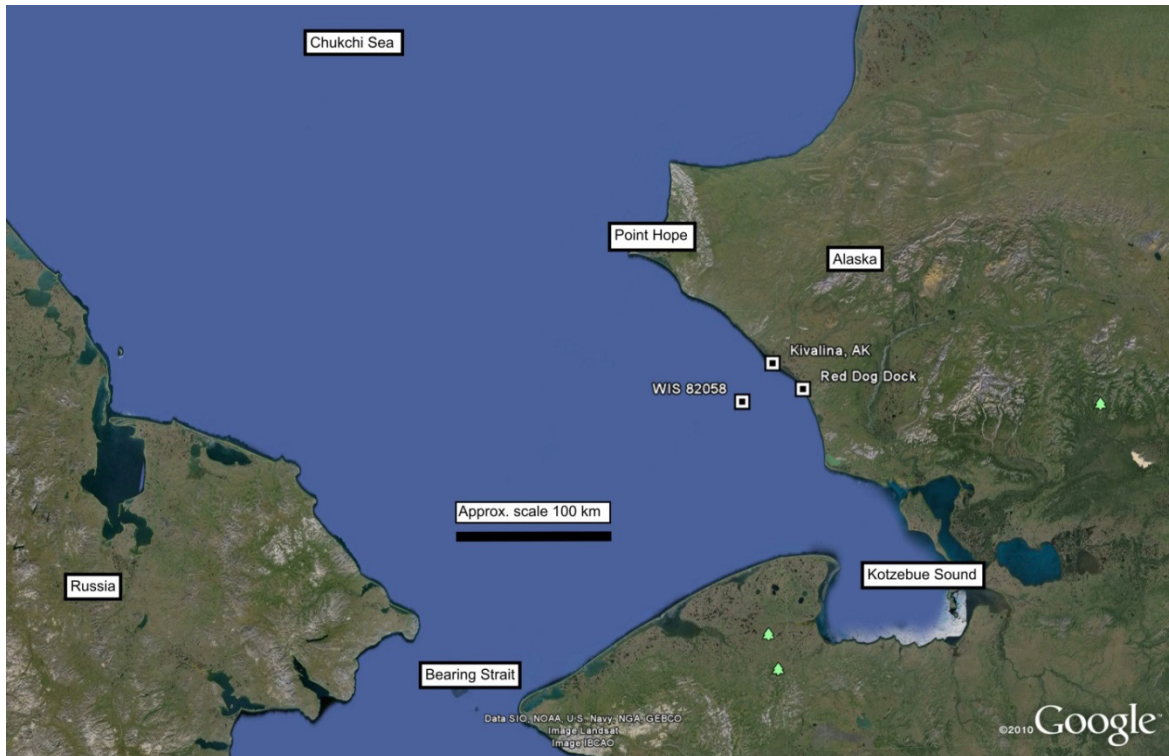 Chukchi Sea
Point Hope
Alaska
Kivalina, AK
Red Dog Dock
WIS 82058
Approx. scale 100 km
Russia
Kotzebue Sound
Bearing Strait
Data SIO, NOAA, U.S. Navy, NGA, GEBCO
Image Landsat
Image IBCAO
©2010 Google